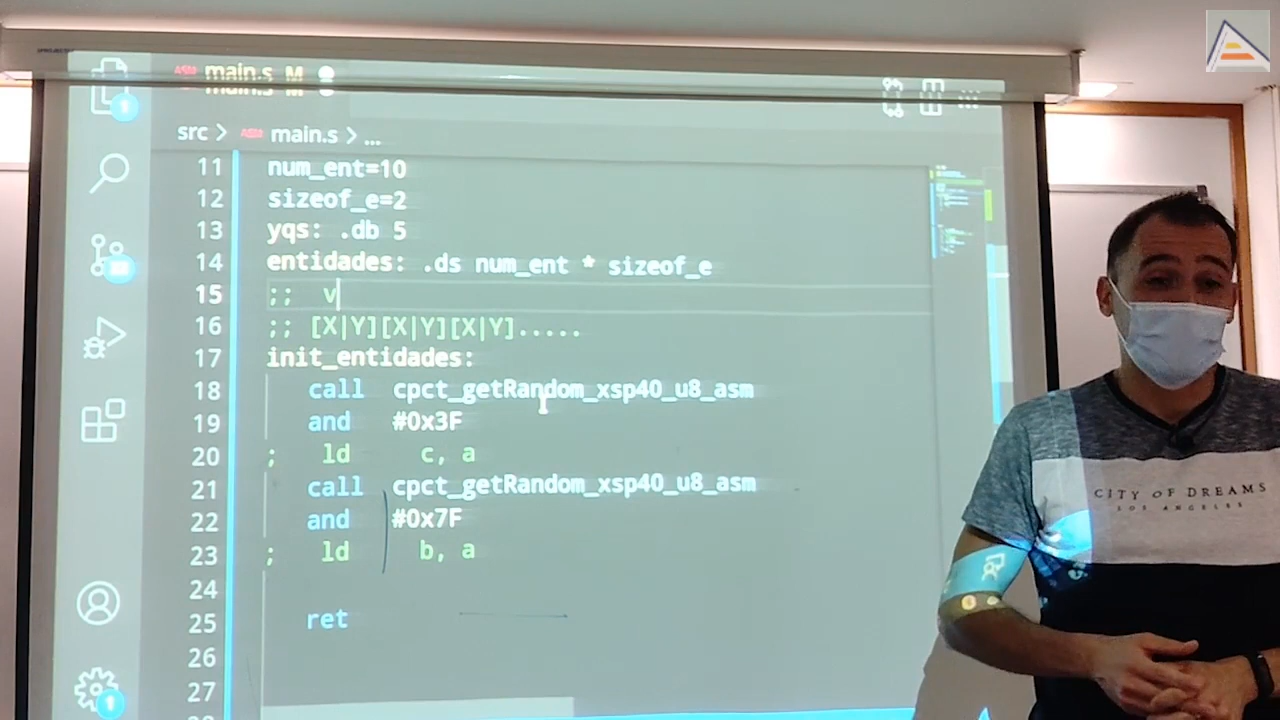 main.s M
src > main.s > ...
11 num_ent=10
12 sizeof_e=2
13 yqs: .db 5
14 entidades: .ds num_ent * sizeof_e
15 ;; v
16 ;; [X|Y][X|Y][X|Y].....
17 init_entidades:
18 call cpct_getRandom_xsp40_u8_asm
19 and #0x3F
20 ; ld c, a
21 call cpct_getRandom_xsp40_u8_asm
22 and #0x7F
23 ; ld b, a
24
25 ret
26
27
1
1
CITY OF DREAMS
LOS ANGELES